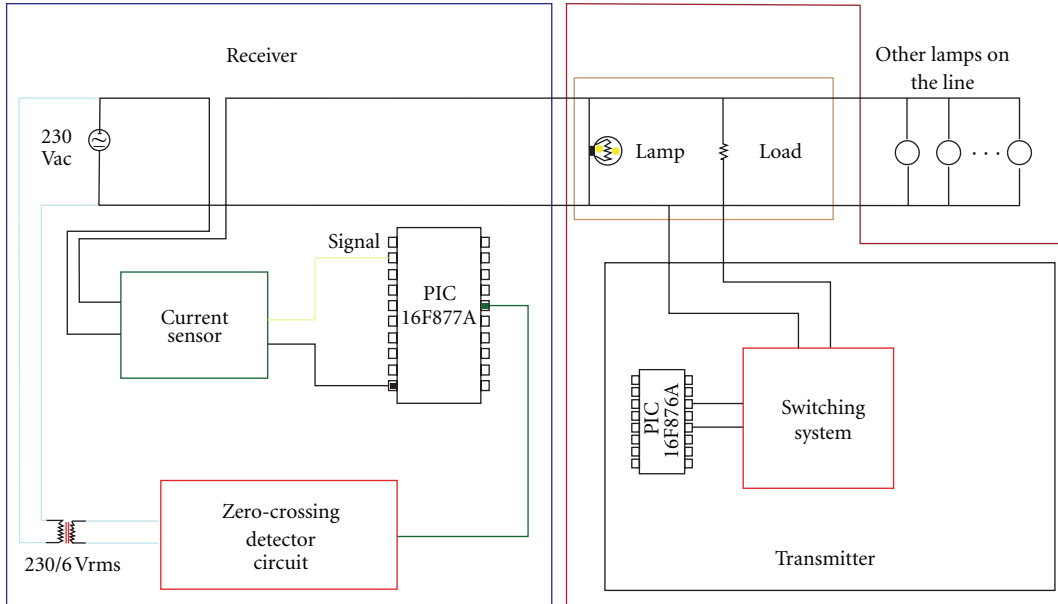 Receiver
230
Vac
Signal
Current
sensor
PIC
16F877A
Zero-crossing
detector
circuit
230/6 Vrms
Lamp
Load
Other lamps on
the line
PIC
16F876A
Switching
system
Transmitter